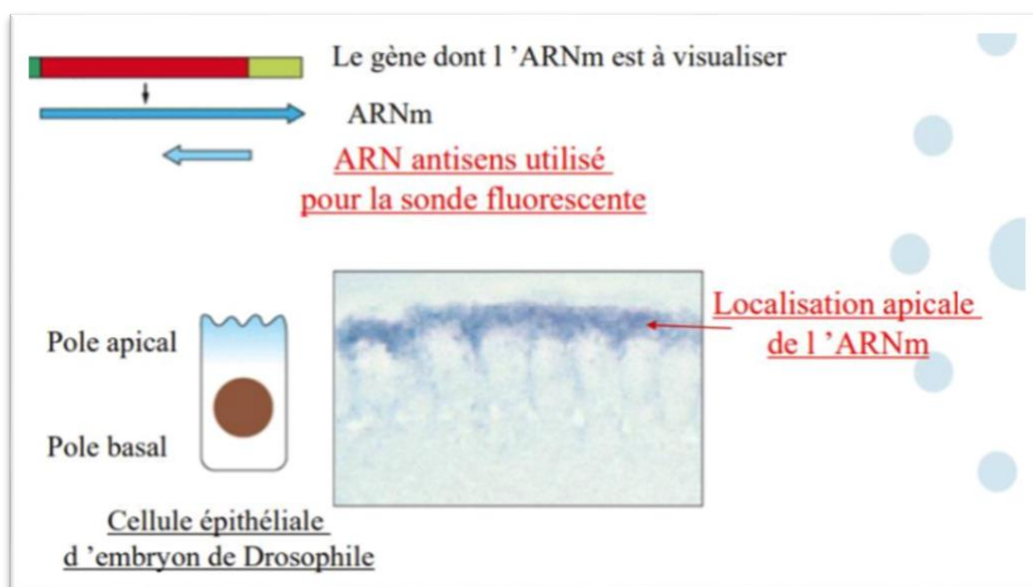 Le gène dont l ’ARNm est à visualiser
ARNm
ARN antisens utilisé
pour la sonde fluorescente
Localisation apicale
de l ’ARNm
Pole apical
Pole basal
Cellule épithéliale
d ’embryon de Drosophile